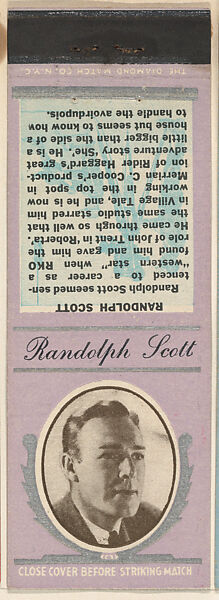 THE DIAMOND MATCH CO. N.Y.C.
RANDOLPH SCOTT
Randolph Scott seemed sen-
tenced to a career as a
"western star" when RKO
found him and gave him the
role of John Trent in, 'Roberta'.
He came through so well that
the same studio starred him
in Village Tale, and he is now
working in the top spot in
Merrian C. Cooper's product-
ion of Rider Haggard's great
adventure story 'She'. He is a
little bigger than the side of a
house but seems to know how
to handle the avoirdupois.
Randolph Scott
CLOSE COVER BEFORE STRIKING MATCH